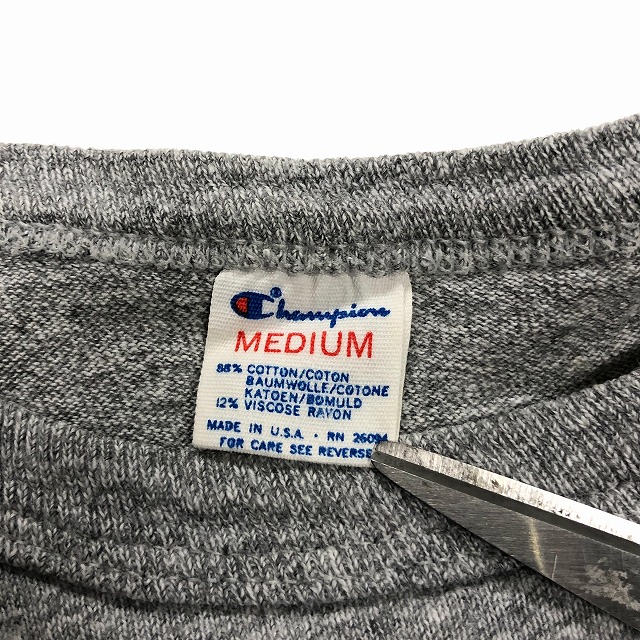 Champion®
MEDIUM
88% COTTON/COTON
BAUMWOLLE/COTONE
KATOEN/BOMULD
12% VISCOSE RAYON
MADE IN U.S.A. • RN 26094
FOR CARE SEE REVERSE